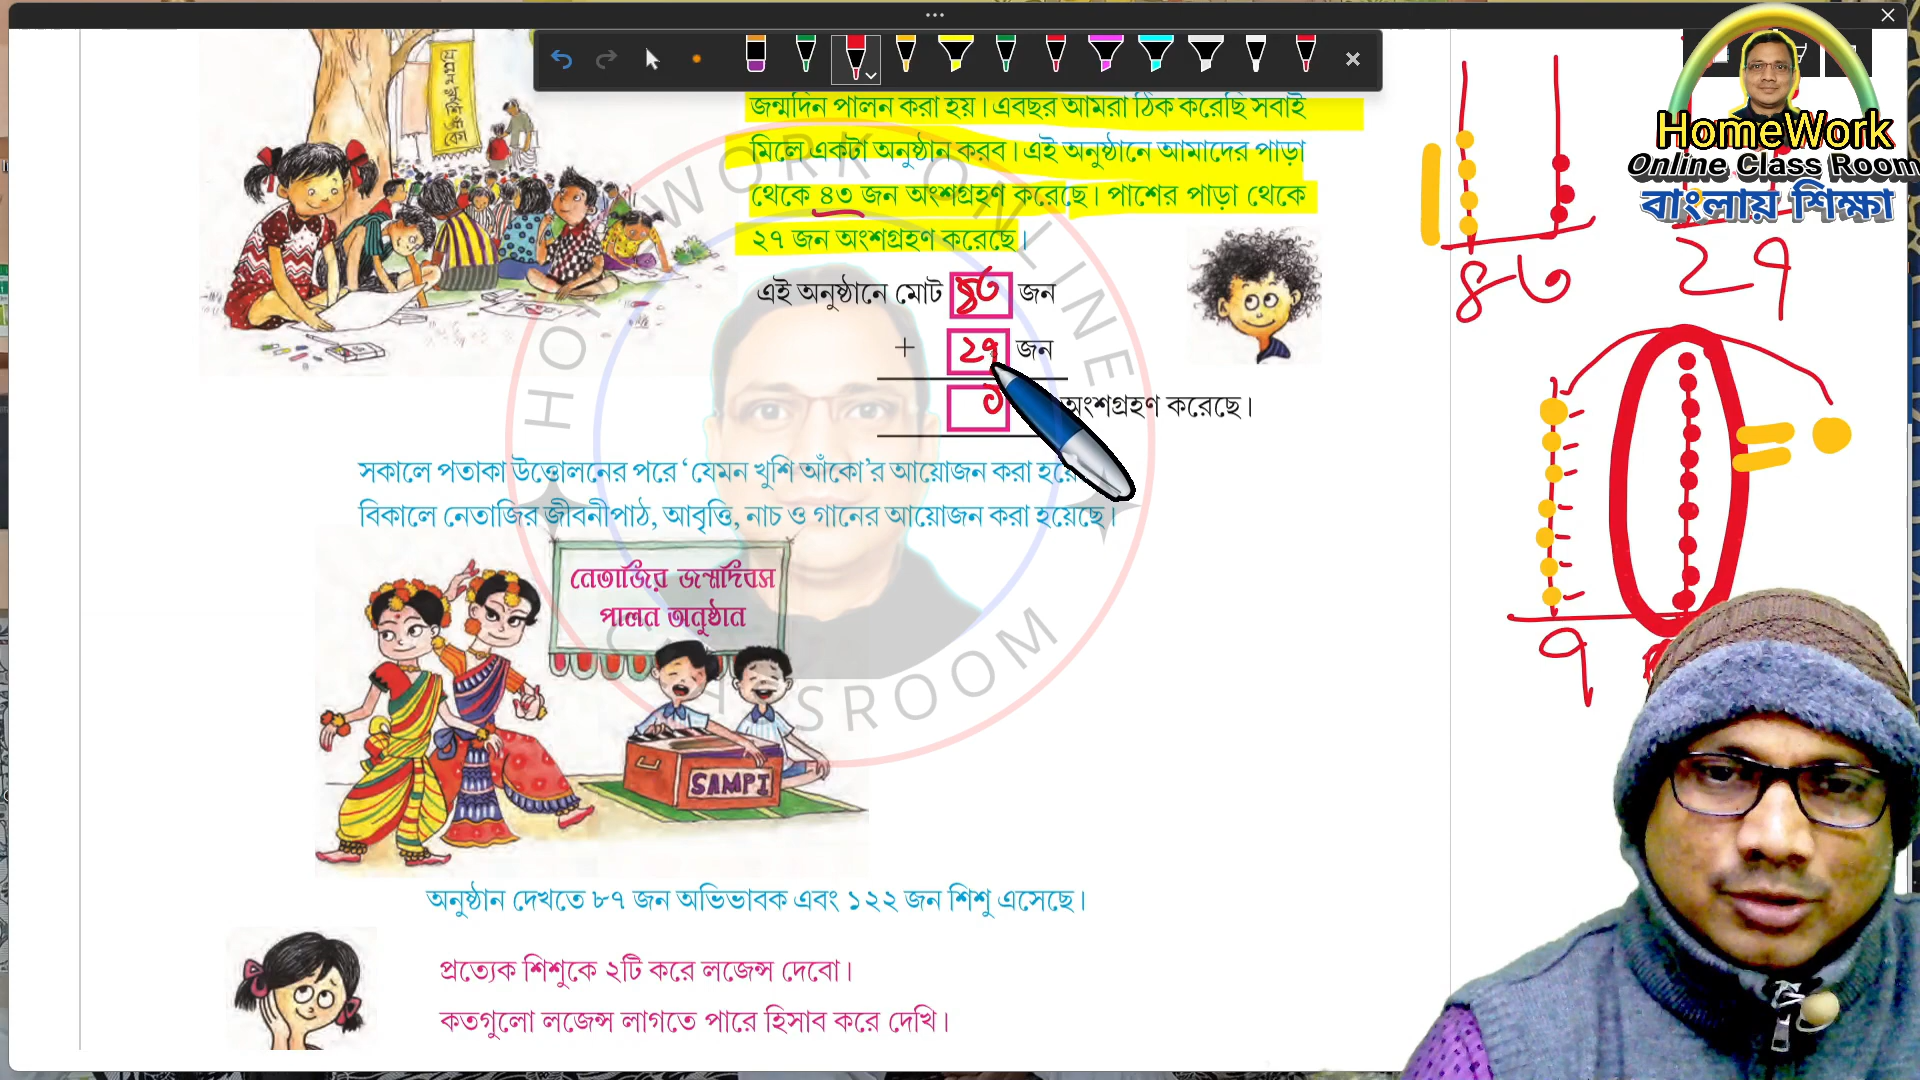 যেমন খুশি আঁকো
জন্মদিন পালন করা হয়। এবছর আমরা ঠিক করেছি সবাই
মিলে একটা অনুষ্ঠান করব। এই অনুষ্ঠানে আমাদের পাড়া
থেকে ৪৩ জন অংশগ্রহণ করেছে। পাশের পাড়া থেকে
২৭ জন অংশগ্রহণ করেছে।
এই অনুষ্ঠানে মোট ৪৩ জন
+ ২৭ জন
অংশগ্রহণ করেছে।
সকালে পতাকা উত্তোলনের পরে ‘যেমন খুশি আঁকো’র আয়োজন করা হয়ে
বিকালে নেতাজির জীবনীপাঠ, আবৃত্তি, নাচ ও গানের আয়োজন করা হয়েছে।
নেতাজির জন্মদিবস
পালন অনুষ্ঠান
SAMPI
অনুষ্ঠান দেখতে ৮৭ জন অভিভাবক এবং ১২২ জন শিশু এসেছে।
প্রত্যেক শিশুকে ২টি করে লজেন্স দেবো।
কতগুলো লজেন্স লাগতে পারে হিসাব করে দেখি।
HomeWork
Online Class Room
বাংলায় শিক্ষা
৪৩ ২৭
=
৭